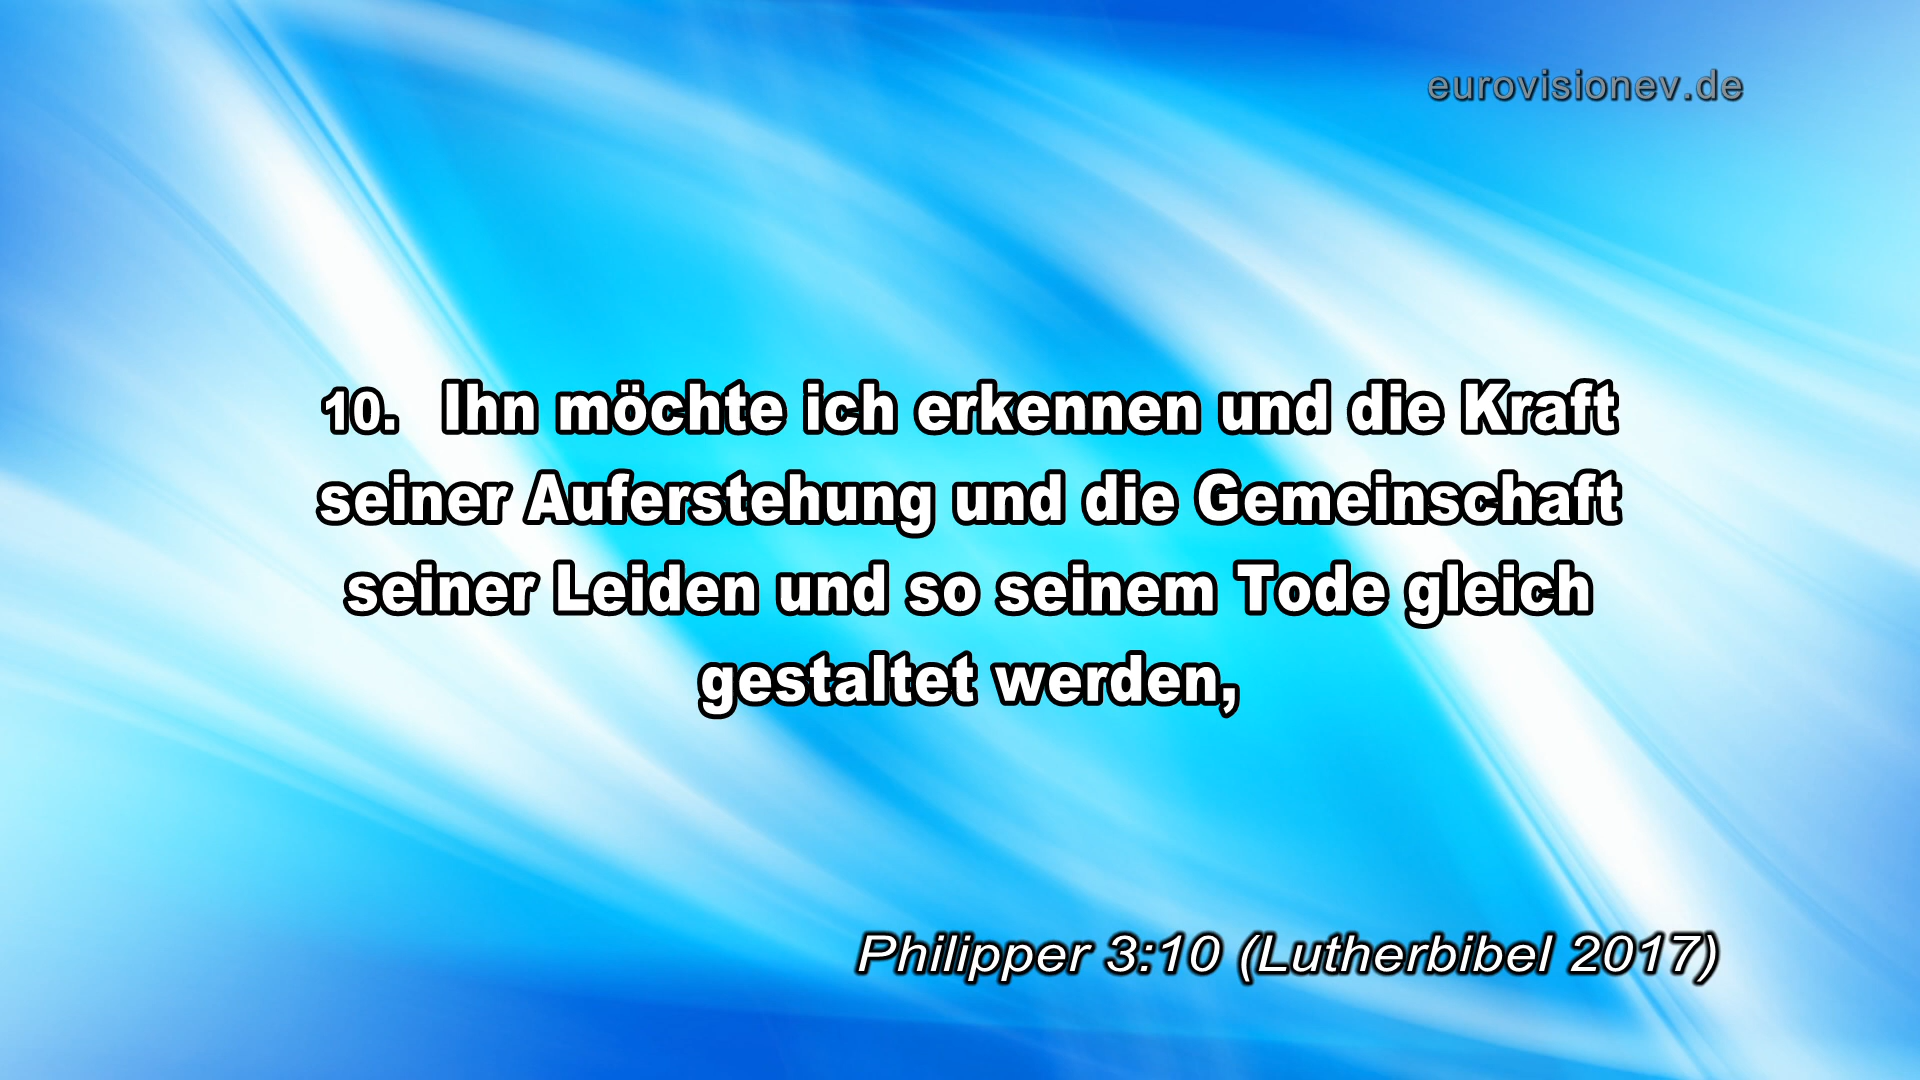 eurovisionev.de
10. Ihn möchte ich erkennen und die Kraft
seiner Auferstehung und die Gemeinschaft
seiner Leiden und so seinem Tode gleich
gestaltet werden,
Philipper 3:10 (Lutherbibel 2017)